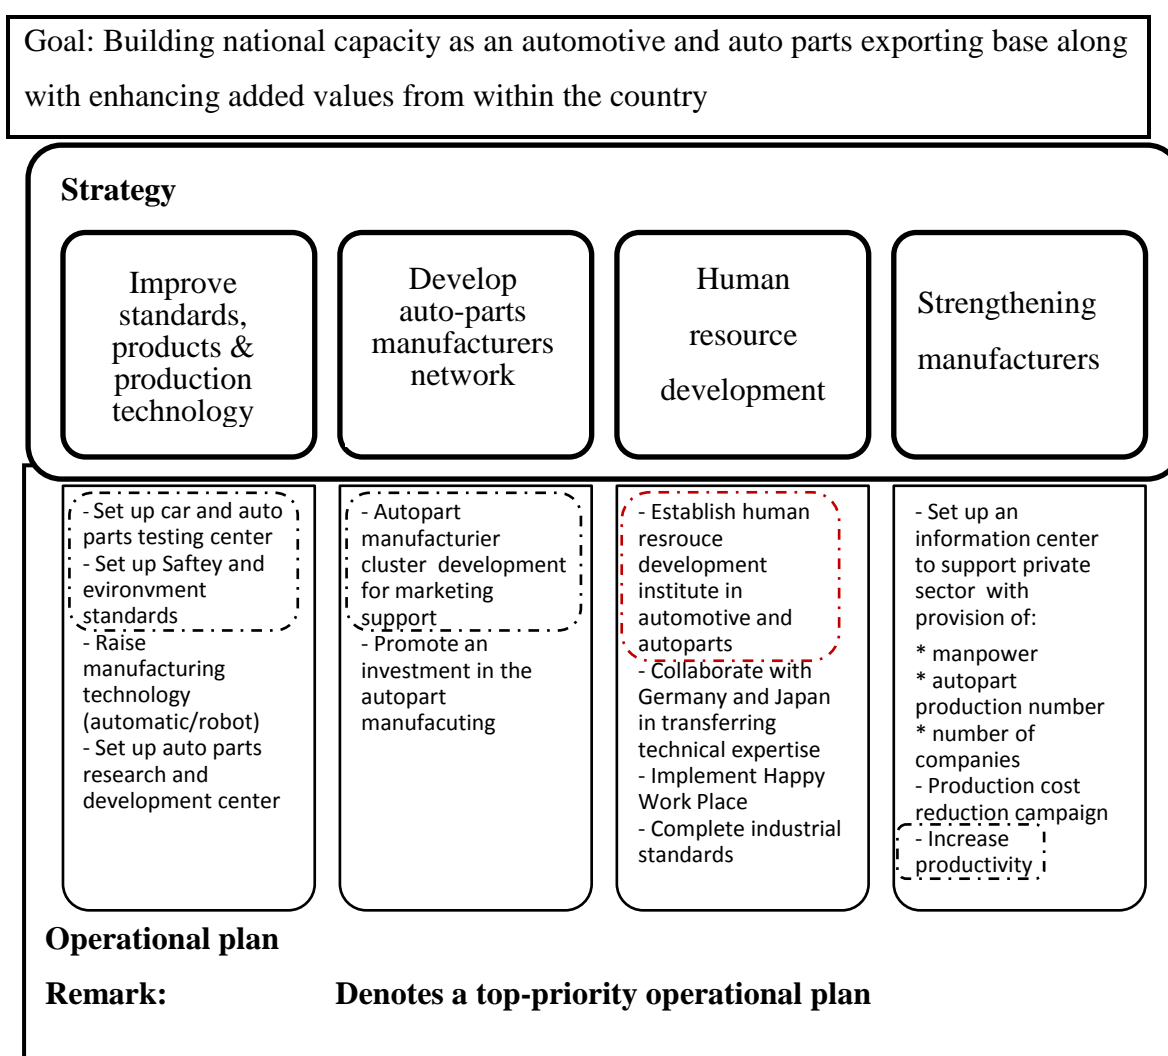 Goal: Building national capacity as an automotive and auto parts exporting base along
with enhancing added values from within the country
Strategy
Improve
standards,
products &
production
technology
Develop
auto-parts
manufacturers
network
Human
resource
development
Strengthening
manufacturers
- Set up car and auto
parts testing center
- Set up Saftey and
evironvment
standards
- Raise
manufacturing
technology
(automatic/robot)
- Set up auto parts
research and
development center
- Autopart
manufacturier
cluster development
for marketing
support
- Promote an
investment in the
autopart
manufacuting
- Establish human
resrouce
development
institute in
automotive and
autoparts
- Collaborate with
Germany and Japan
in transferring
technical expertise
- Implement Happy
Work Place
- Complete industrial
standards
- Set up an
information center
to support private
sector with
provision of:
* manpower
* autopart
production number
* number of
companies
- Production cost
reduction campaign
- Increase
productivity
Operational plan
Remark: Denotes a top-priority operational plan